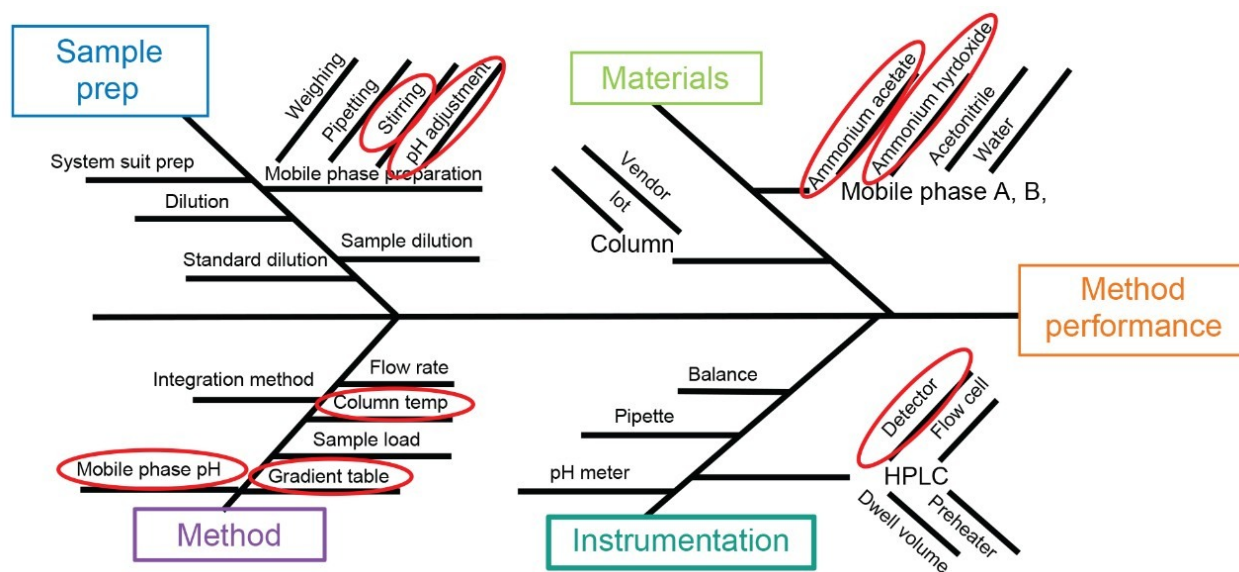 Sample
prep
Weighing
Pipetting
Stirring
pH adjustment
Mobile phase preparation
System suit prep
Dilution
Sample dilution
Standard dilution
Materials
Ammonium acetate
Ammonium hyrdoxide
Acetonitrile
Water
Mobile phase A, B,
Vendor
lot
Column
Method
performance
Flow rate
Integration method
Column temp
Sample load
Mobile phase pH
Gradient table
Method
Balance
Pipette
pH meter
Detector
Flow cell
HPLC
Dwell volume
Preheater
Instrumentation